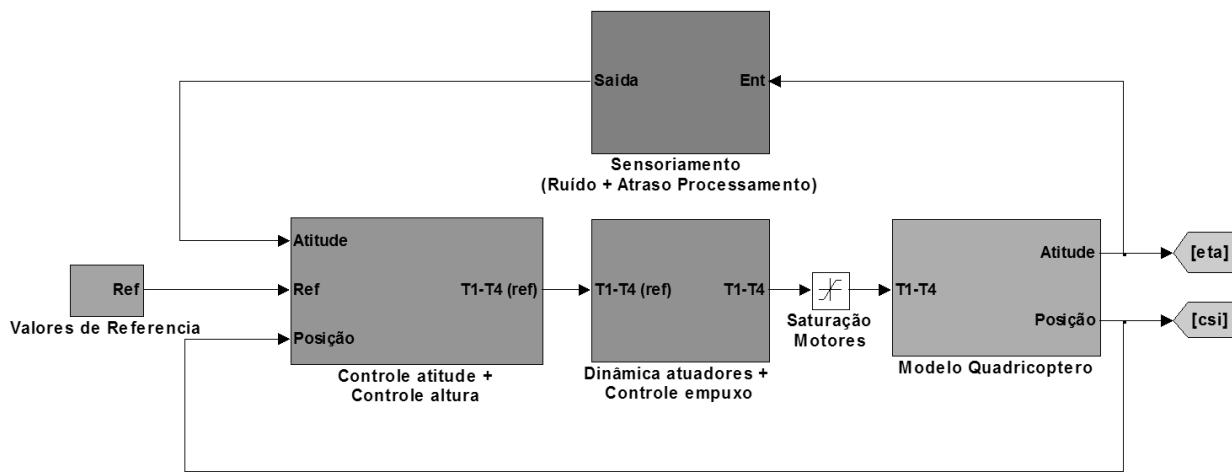 Saida
Ent
Sensoriamento
(Ruído + Atraso Processamento)
Ref
Valores de Referencia
Atitude
Ref
Posição
T1-T4 (ref)
Controle atitude +
Controle altura
T1-T4 (ref)
T1-T4
Dinâmica atuadores +
Controle empuxo
Saturação
Motores
T1-T4
Atitude
Posição
Modelo Quadricoptero
[eta]
[csi]